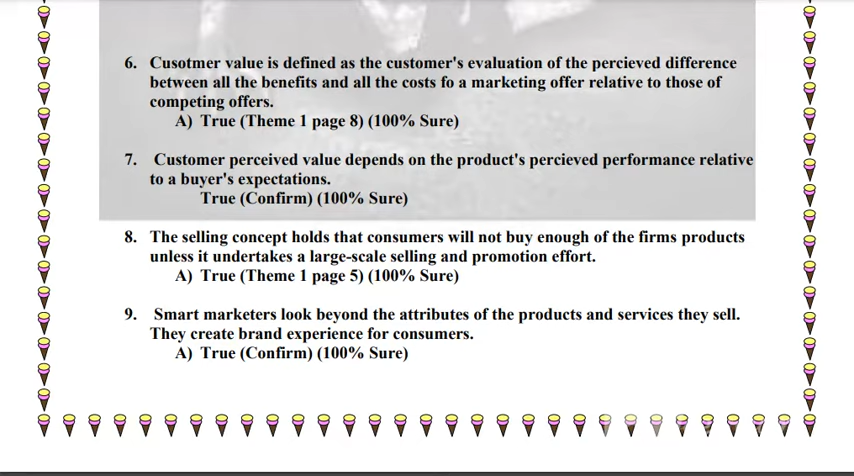 6. Cusotmer value is defined as the customer's evaluation of the percieved difference
between all the benefits and all the costs fo a marketing offer relative to those of
competing offers.
A) True (Theme 1 page 8) (100% Sure)
7. Customer perceived value depends on the product's percieved performance relative
to a buyer's expectations.
True (Confirm) (100% Sure)
8. The selling concept holds that consumers will not buy enough of the firms products
unless it undertakes a large-scale selling and promotion effort.
A) True (Theme 1 page 5) (100% Sure)
9. Smart marketers look beyond the attributes of the products and services they sell.
They create brand experience for consumers.
A) True (Confirm) (100% Sure)